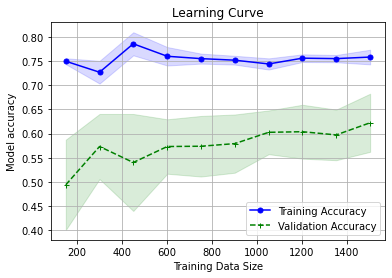 Learning Curve
Model accuracy
0.80
0.75
0.70
0.65
0.60
0.55
0.50
0.45
0.40
Training Accuracy
Validation Accuracy
200 400 600 800 1000 1200 1400
Training Data Size